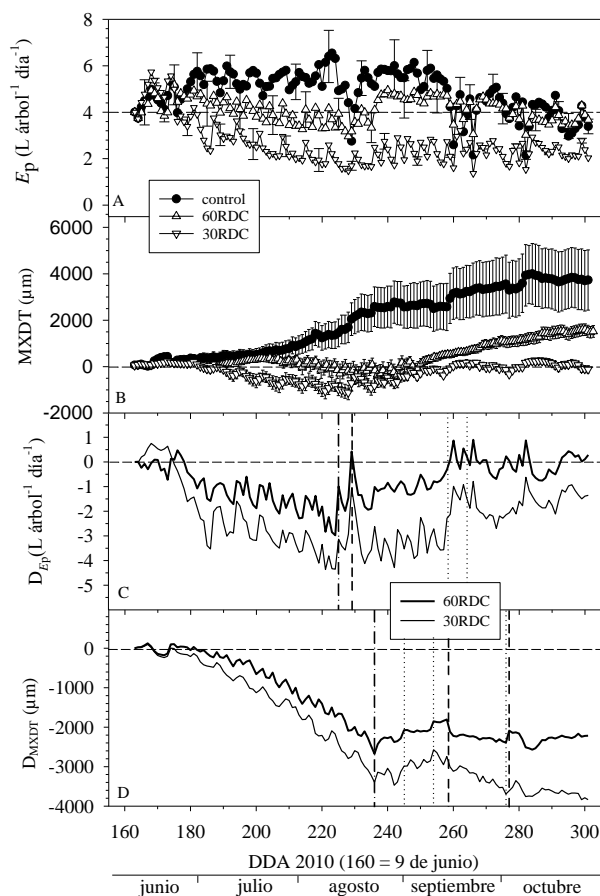 8
6
4
2
0
E_p (L árbol⁻¹ día⁻¹)
A
control
60RDC
30RDC
6000
4000
2000
0
-2000
MXDT (µm)
B
1
0
-1
-2
-3
-4
-5
D_Ep (L árbol⁻¹ día⁻¹)
C
60RDC
30RDC
0
-1000
-2000
-3000
-4000
D_MXDT (µm)
D
160 180 200 220 240 260 280 300
DDA 2010 (160 = 9 de junio)
junio julio agosto septiembre octubre